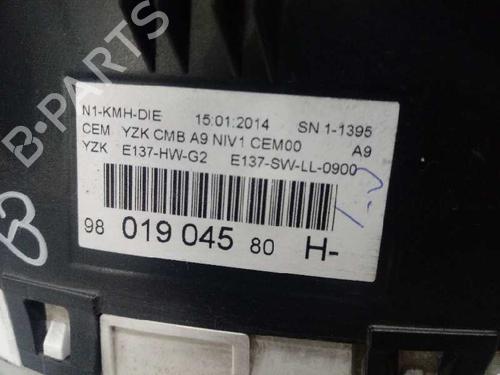 N1-KMH-DIE 15.01.2014 SN 1-1395
CEM YZK CMB A9 NIV1 CEM00 A9
YZK E137-HW-G2 E137-SW-LL-0900
98 019 045 80 H-